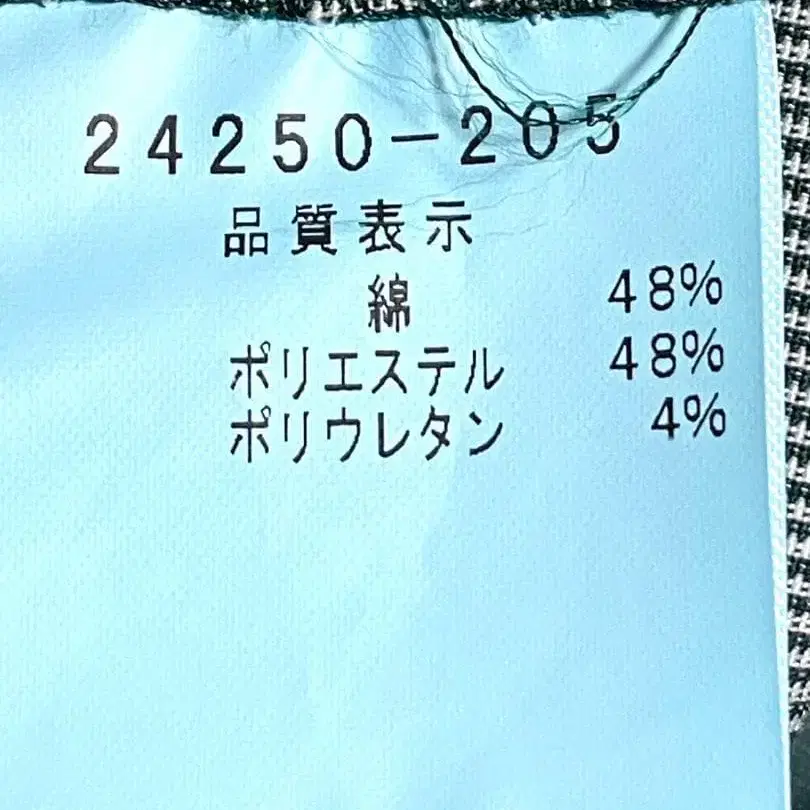 24250-205
品質表示
綿 48%
ポリエステル 48%
ポリウレタン 4%